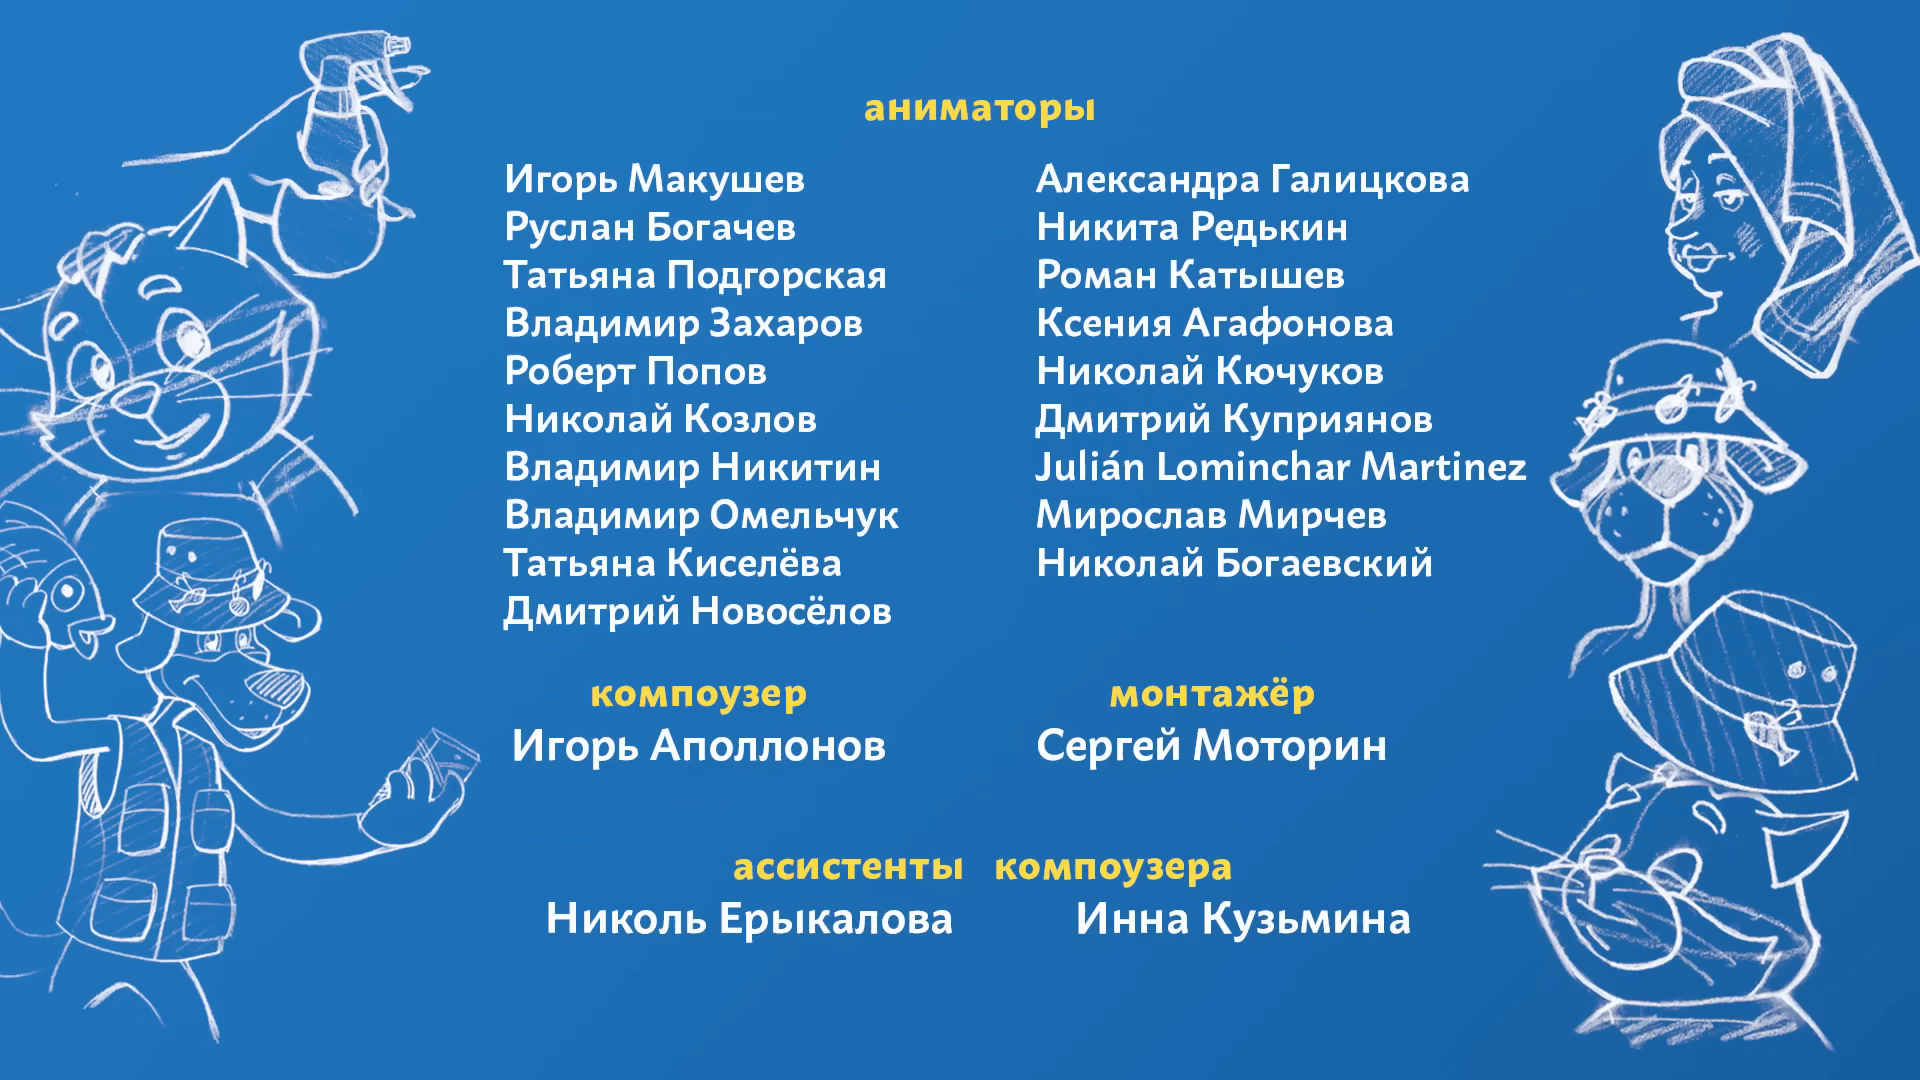 аниматоры
Игорь Макушев
Руслан Богачев
Татьяна Подгорская
Владимир Захаров
Роберт Попов
Николай Козлов
Владимир Никитин
Владимир Омельчук
Татьяна Киселёва
Дмитрий Новосёлов
Александра Галицкова
Никита Редькин
Роман Катышев
Ксения Агафонова
Николай Кючуков
Дмитрий Куприянов
Julián Lominchar Martinez
Мирослав Мирчев
Николай Богаевский
компоузер
Игорь Аполлонов
монтажёр
Сергей Моторин
ассистенты компоузера
Николь Ерыкалова
Инна Кузьмина